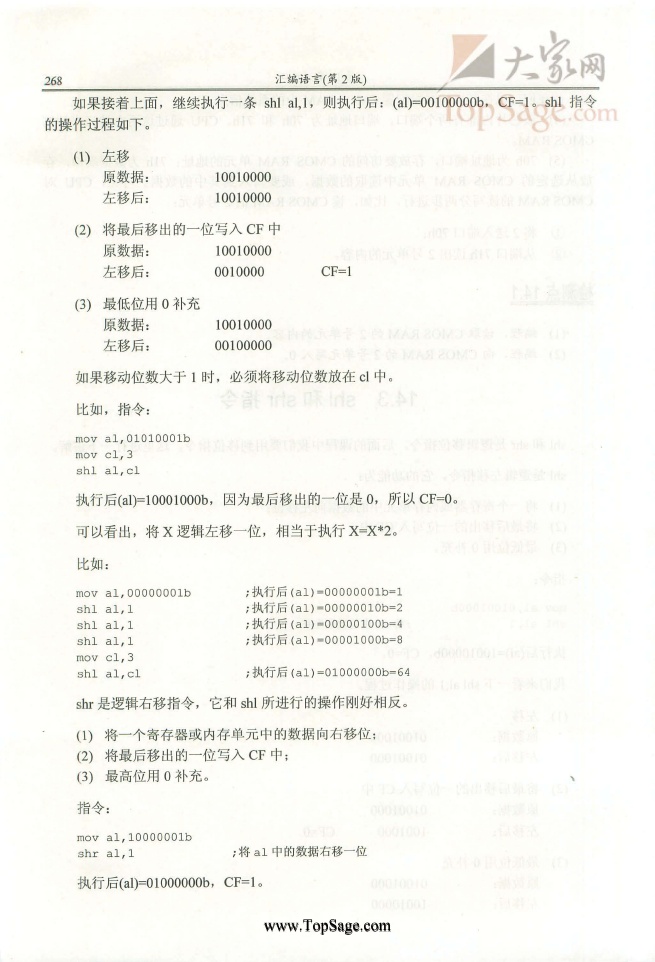 大家网
TopSage.com
268
汇编语言(第2版)
如果接着上面，继续执行一条 shl al,1，则执行后：(al)=00100000b，CF=1。shl 指令
的操作过程如下。
(1) 左移
原数据： 10010000
左移后： 10010000
(2) 将最后移出的一位写入 CF 中
原数据： 10010000
左移后： 0010000 CF=1
(3) 最低位用 0 补充
原数据： 10010000
左移后： 00100000
如果移动位数大于 1 时，必须将移动位数放在 cl 中。
比如，指令：
mov al,01010001b
mov cl,3
shl al,cl
执行后(al)=10001000b，因为最后移出的一位是 0，所以 CF=0。
可以看出，将 X 逻辑左移一位，相当于执行 X=X*2。
比如：
mov al,00000001b ;执行后(al)=00000001b=1
shl al,1 ;执行后(al)=00000010b=2
shl al,1 ;执行后(al)=00000100b=4
shl al,1 ;执行后(al)=00001000b=8
mov cl,3
shl al,cl ;执行后(al)=01000000b=64
shr 是逻辑右移指令，它和 shl 所进行的操作刚好相反。
(1) 将一个寄存器或内存单元中的数据向右移位；
(2) 将最后移出的一位写入 CF 中；
(3) 最高位用 0 补充。
指令：
mov al,10000001b
shr al,1 ;将 al 中的数据右移一位
执行后(al)=01000000b，CF=1。
www.TopSage.com